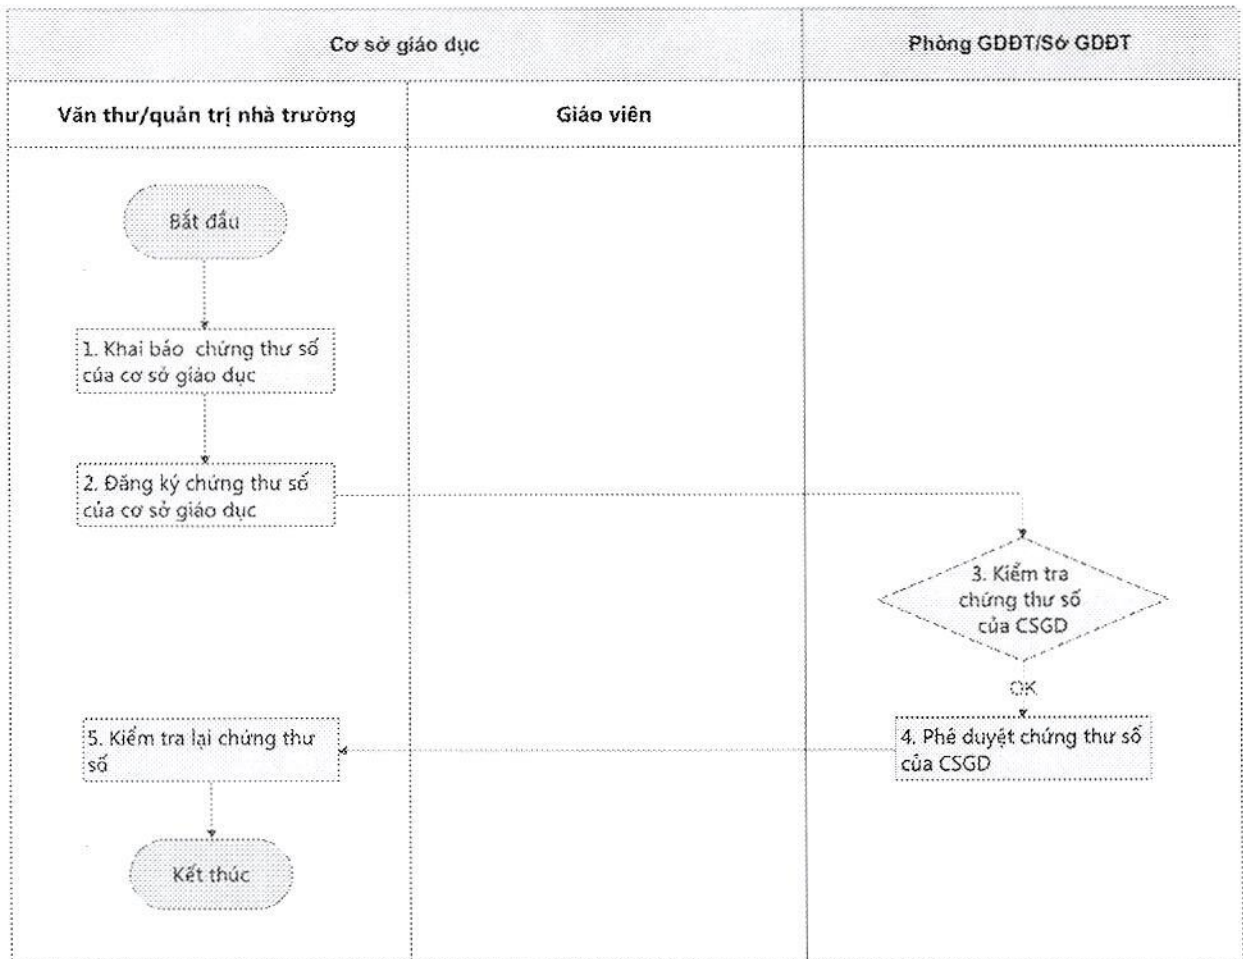 Cơ sở giáo dục
Phòng GDĐT/Sở GDĐT
Văn thư/quản trị nhà trường
Giáo viên
Bắt đầu
1. Khai báo chứng thư số
của cơ sở giáo dục
2. Đăng ký chứng thư số
của cơ sở giáo dục
3. Kiểm tra
chứng thư số
của CSGD
OK
4. Phê duyệt chứng thư số
của CSGD
5. Kiểm tra lại chứng thư
số
Kết thúc